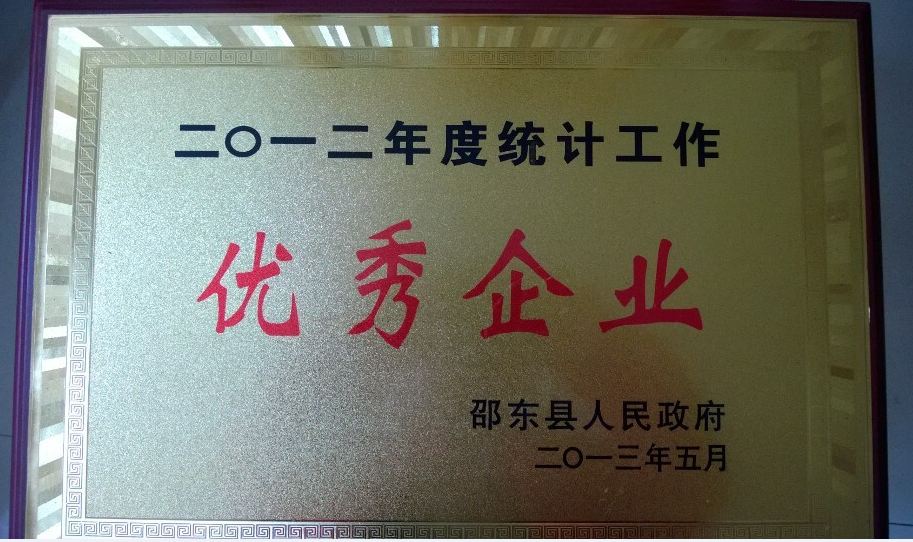 二〇一二年度统计工作
优秀企业
邵东县人民政府
二〇一三年五月